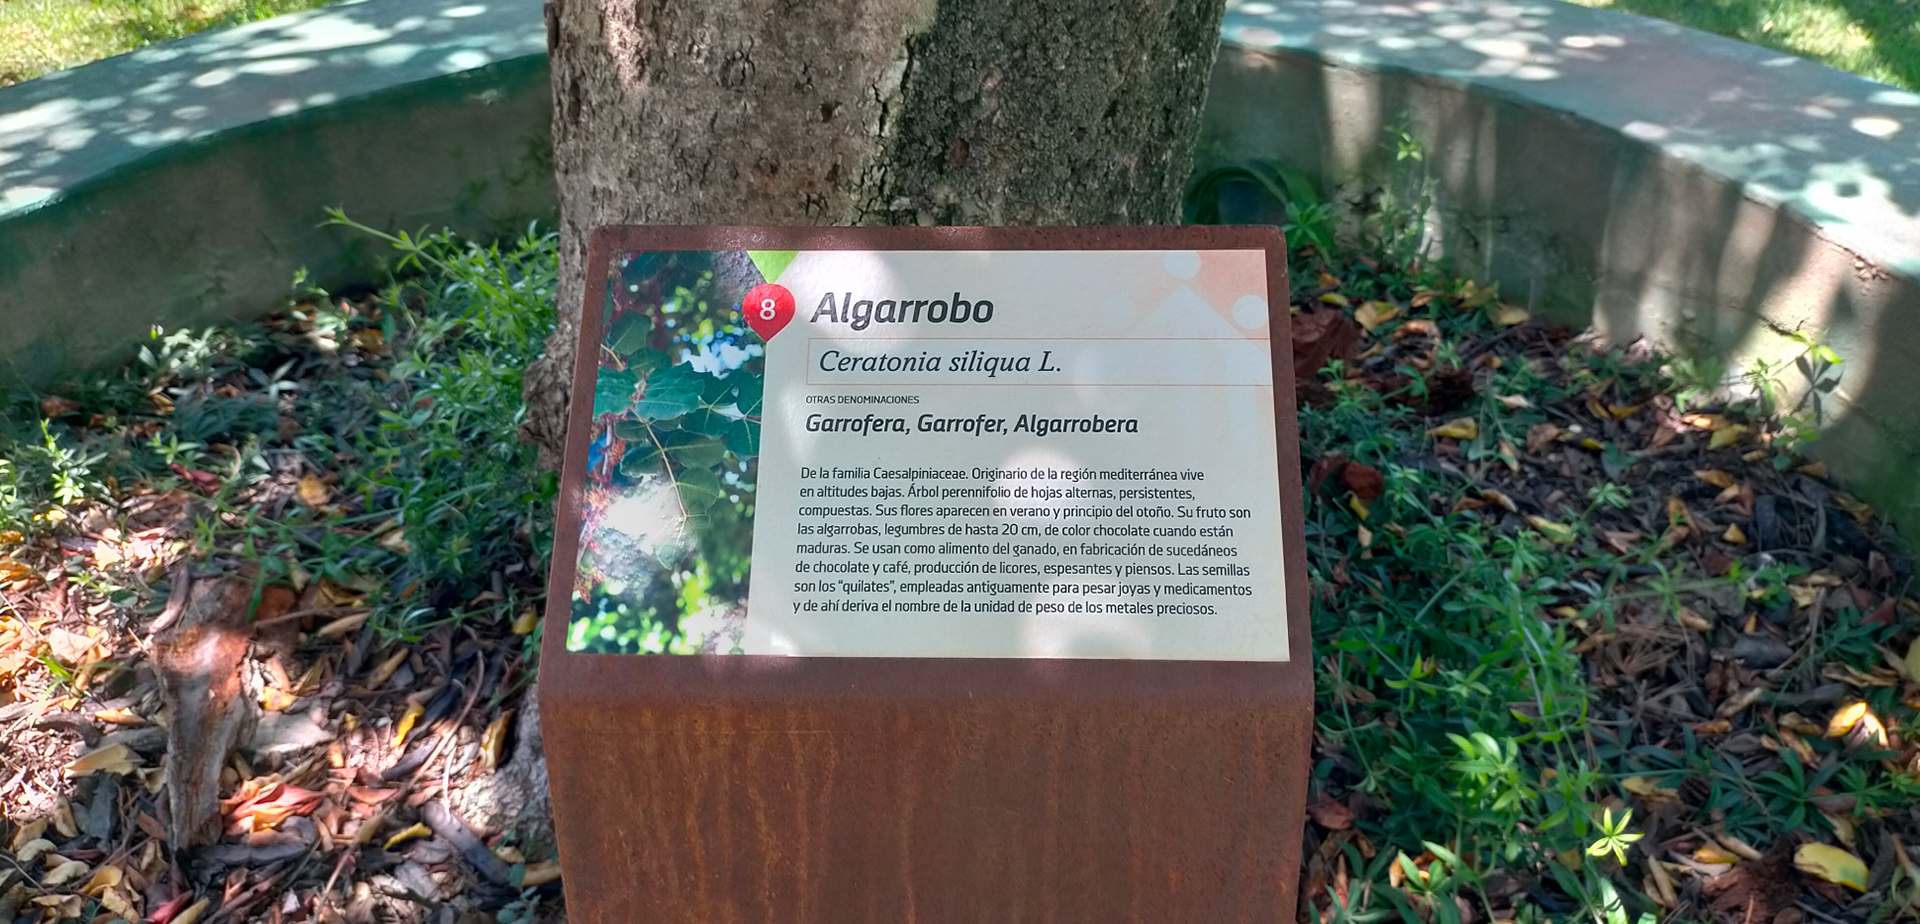 8
Algarrobo
Ceratonia siliqua L.
OTRAS DENOMINACIONES
Garrofera, Garrofer, Algarrobera
De la familia Caesalpiniaceae. Originario de la región mediterránea vive
en altitudes bajas. Árbol perennifolio de hojas alternas, persistentes,
compuestas. Sus flores aparecen en verano y principio del otoño. Su fruto son
las algarrobas, legumbres de hasta 20 cm, de color chocolate cuando están
maduras. Se usan como alimento del ganado, en fabricación de sucedáneos
de chocolate y café, producción de licores, espesantes y piensos. Las semillas
son los "quilates", empleadas antiguamente para pesar joyas y medicamentos
y de ahí deriva el nombre de la unidad de peso de los metales preciosos.